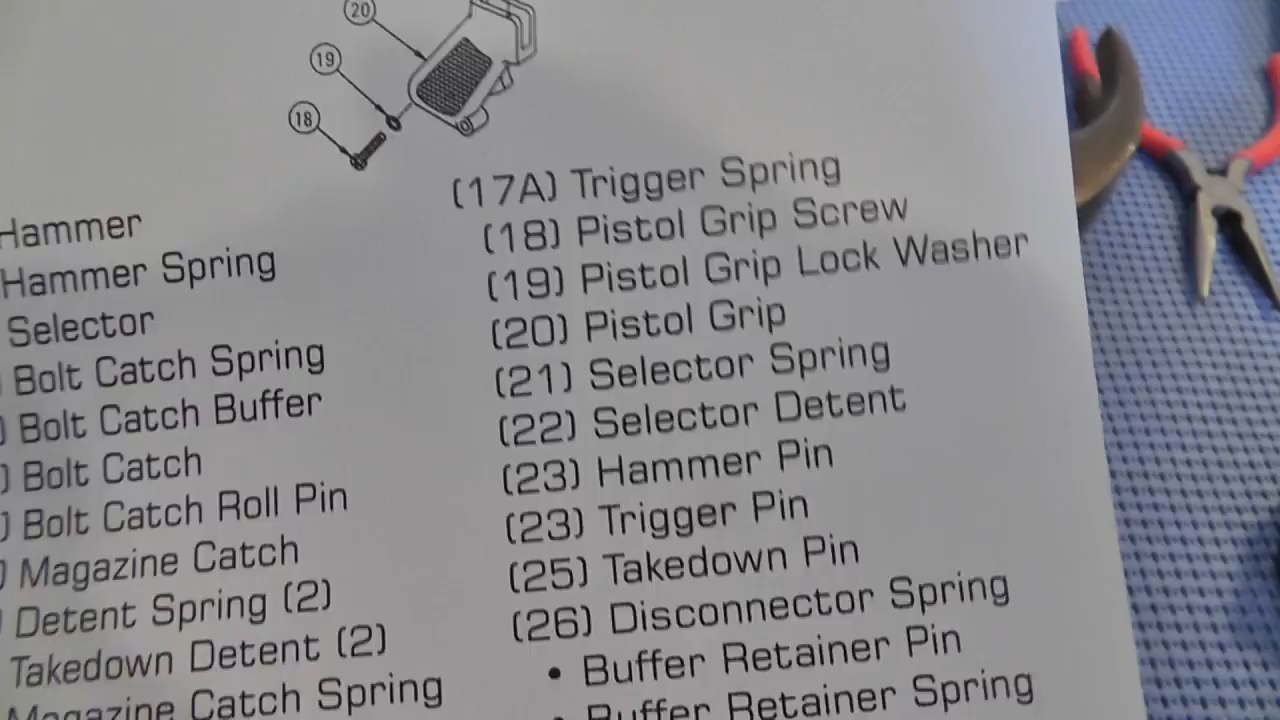 20
19
18
Hammer
Hammer Spring
Selector
) Bolt Catch Spring
) Bolt Catch Buffer
) Bolt Catch
) Bolt Catch Roll Pin
) Magazine Catch
) Detent Spring (2)
Takedown Detent (2)
Magazine Catch Spring
(17A) Trigger Spring
(18) Pistol Grip Screw
(19) Pistol Grip Lock Washer
(20) Pistol Grip
(21) Selector Spring
(22) Selector Detent
(23) Hammer Pin
(23) Trigger Pin
(25) Takedown Pin
(26) Disconnector Spring
• Buffer Retainer Pin
• Buffer Retainer Spring